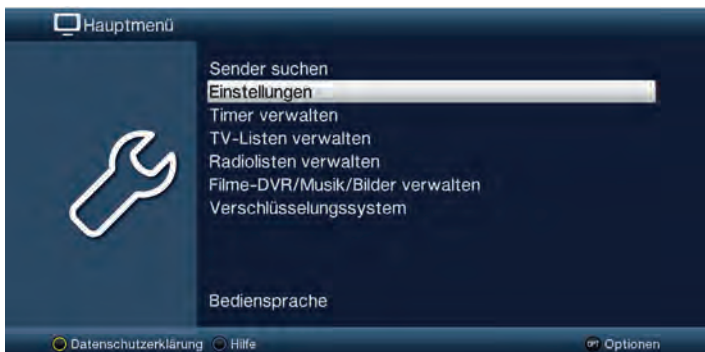 Hauptmenü
Sender suchen
Einstellungen
Timer verwalten
TV-Listen verwalten
Radiolisten verwalten
Filme-DVR/Musik/Bilder verwalten
Verschlüsselungssystem
Bediensprache
Datenschutzerklärung Hilfe OPT Optionen